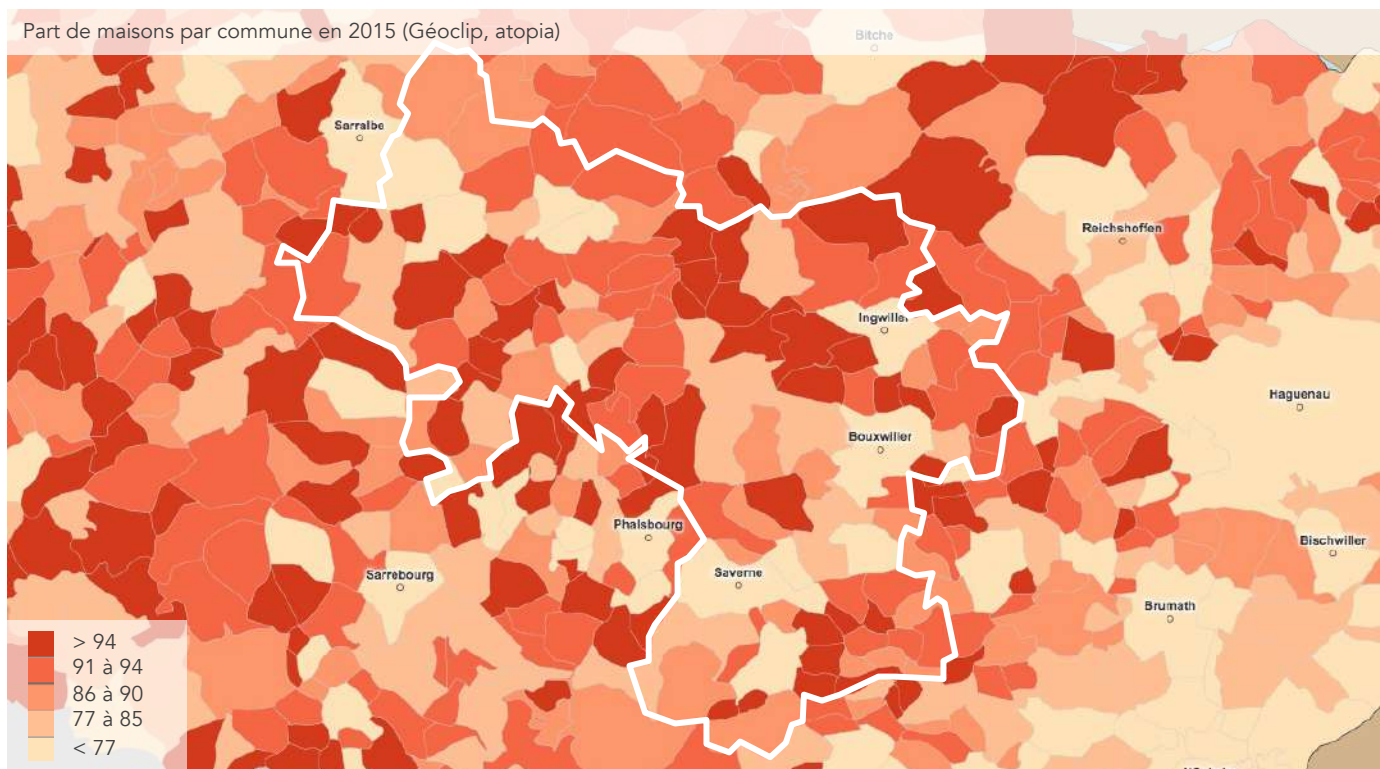 Part de maisons par commune en 2015 (Géoclip, atopia)
Bitche
Sarralbe
Reichshoffen
Ingwiller
Haguenau
Bouxwiller
Phalsbourg
Bischwiller
Saverne
Sarrebourg
Brumath
> 94
91 à 94
86 à 90
77 à 85
< 77